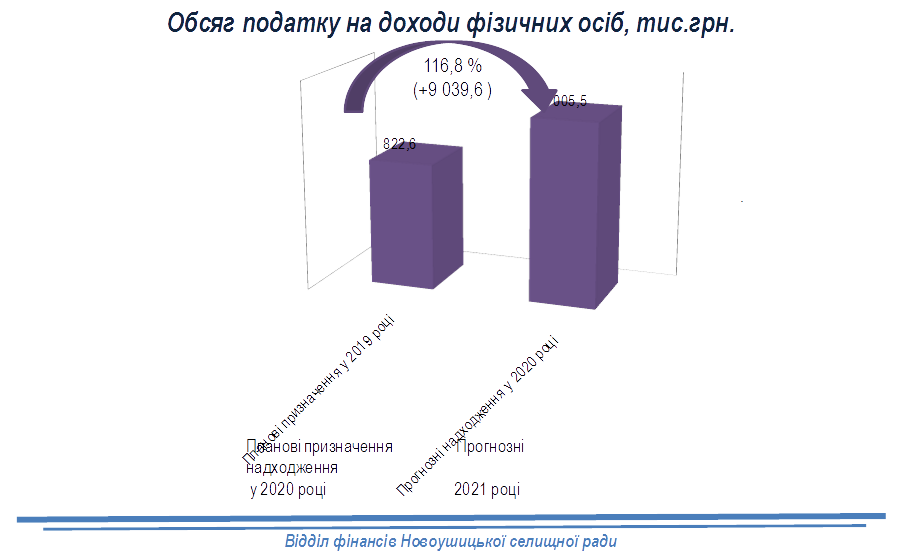 Обсяг податку на доходи фізичних осіб, тис.грн.
116,8 %
(+9 039,6 )
005,5
822,6
Планові призначення у 2019 році
Прогнозні надходження у 2020 році
Планові призначення Прогнозні
надходження
у 2020 році 2021 році
Відділ фінансів Новоушицької селищної ради